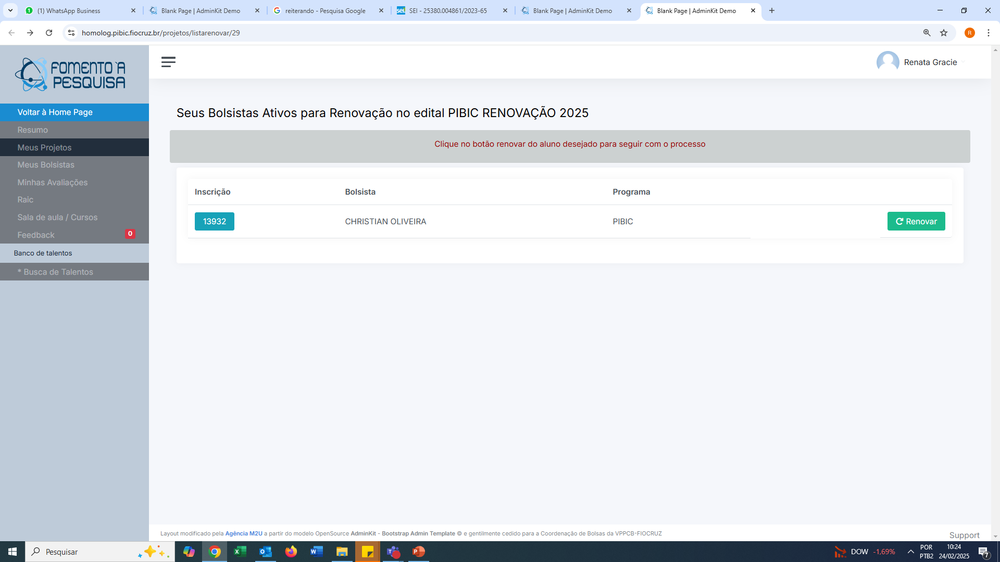 (1) WhatsApp Business
Blank Page | AdminKit Demo
reiterando - Pesquisa Google
SEI - 25380.004861/2023-65
Blank Page | AdminKit Demo
Blank Page | AdminKit Demo
homolog.pibic.fiocruz.br/projetos/listarenovar/29
R
FOMENTO À
PESQUISA
Renata Gracie
Voltar à Home Page
Resumo
Meus Projetos
Meus Bolsistas
Minhas Avaliações
Raic
Sala de aula / Cursos
Feedback 0
Banco de talentos
* Busca de Talentos
Seus Bolsistas Ativos para Renovação no edital PIBIC RENOVAÇÃO 2025
Clique no botão renovar do aluno desejado para seguir com o processo
Inscrição Bolsista Programa
13932 CHRISTIAN OLIVEIRA PIBIC Renovar
Layout modificado pela Agência M2U a partir do modelo OpenSource AdminKit - Bootstrap Admin Template © e gentilmente cedido para a Coordenação de Bolsas da VPPCB-FIOCRUZ
Support
Pesquisar
DOW -1,69%
POR
PTB2
10:24
24/02/2025
7